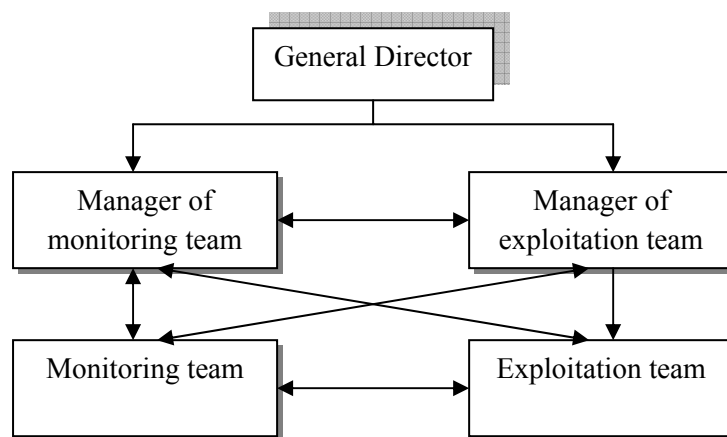 General Director
Manager of
monitoring team
Manager of
exploitation team
Monitoring team
Exploitation team